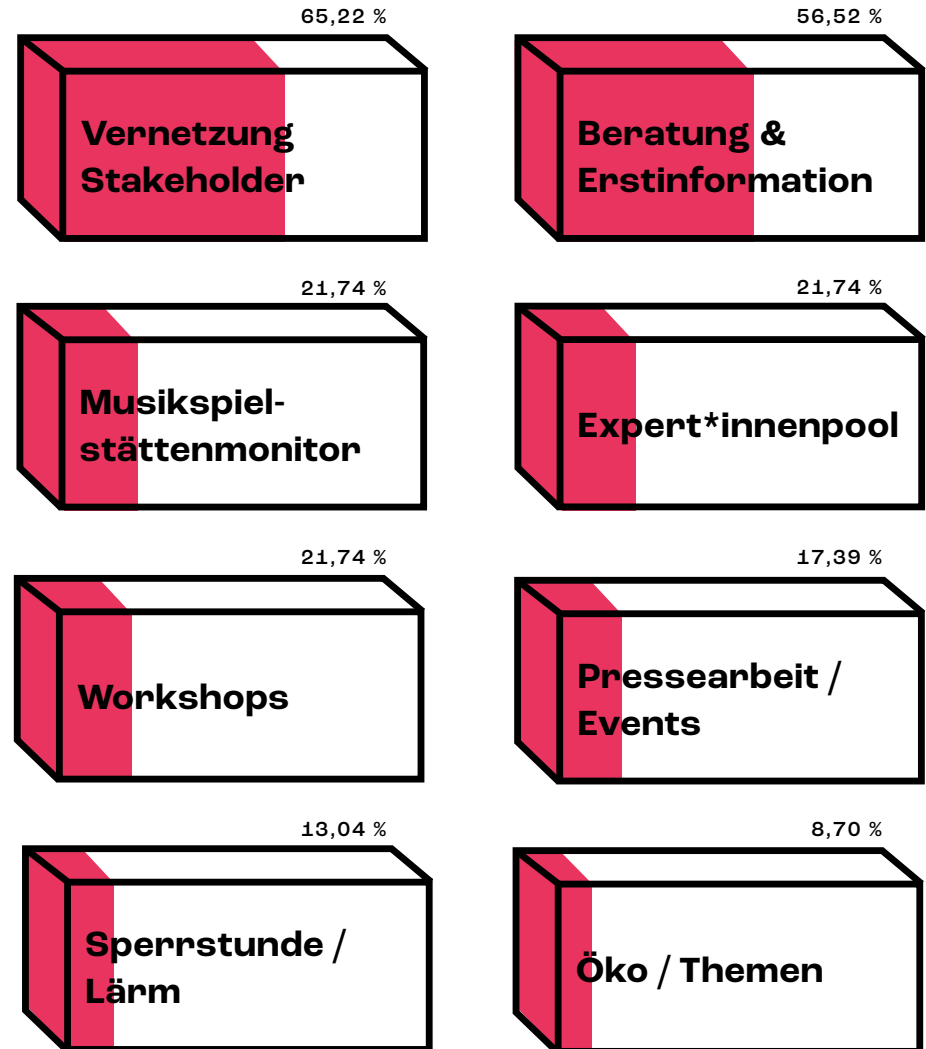 65,22 %
Vernetzung
Stakeholder
56,52 %
Beratung &
Erstinformation
21,74 %
Musikspiel-
stättenmonitor
21,74 %
Expert*innenpool
21,74 %
Workshops
17,39 %
Pressearbeit /
Events
13,04 %
Sperrstunde /
Lärm
8,70 %
Öko / Themen